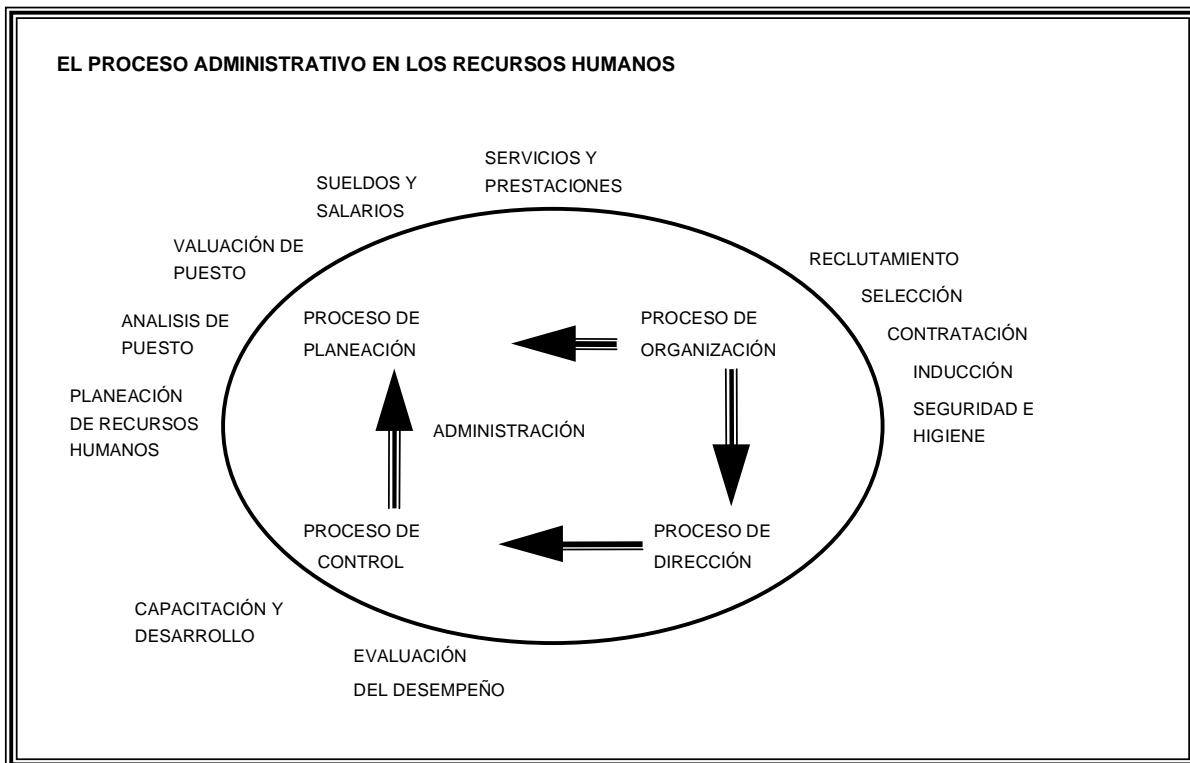 EL PROCESO ADMINISTRATIVO EN LOS RECURSOS HUMANOS
SERVICIOS Y
PRESTACIONES
SUELDOS Y
SALARIOS
VALUACIÓN DE
PUESTO
ANALISIS DE
PUESTO
PLANEACIÓN
DE RECURSOS
HUMANOS
RECLUTAMIENTO
SELECCIÓN
CONTRATACIÓN
INDUCCIÓN
SEGURIDAD E
HIGIENE
PROCESO DE
PLANEACIÓN
PROCESO DE
ORGANIZACIÓN
ADMINISTRACIÓN
PROCESO DE
CONTROL
PROCESO DE
DIRECCIÓN
CAPACITACIÓN Y
DESARROLLO
EVALUACIÓN
DEL DESEMPEÑO